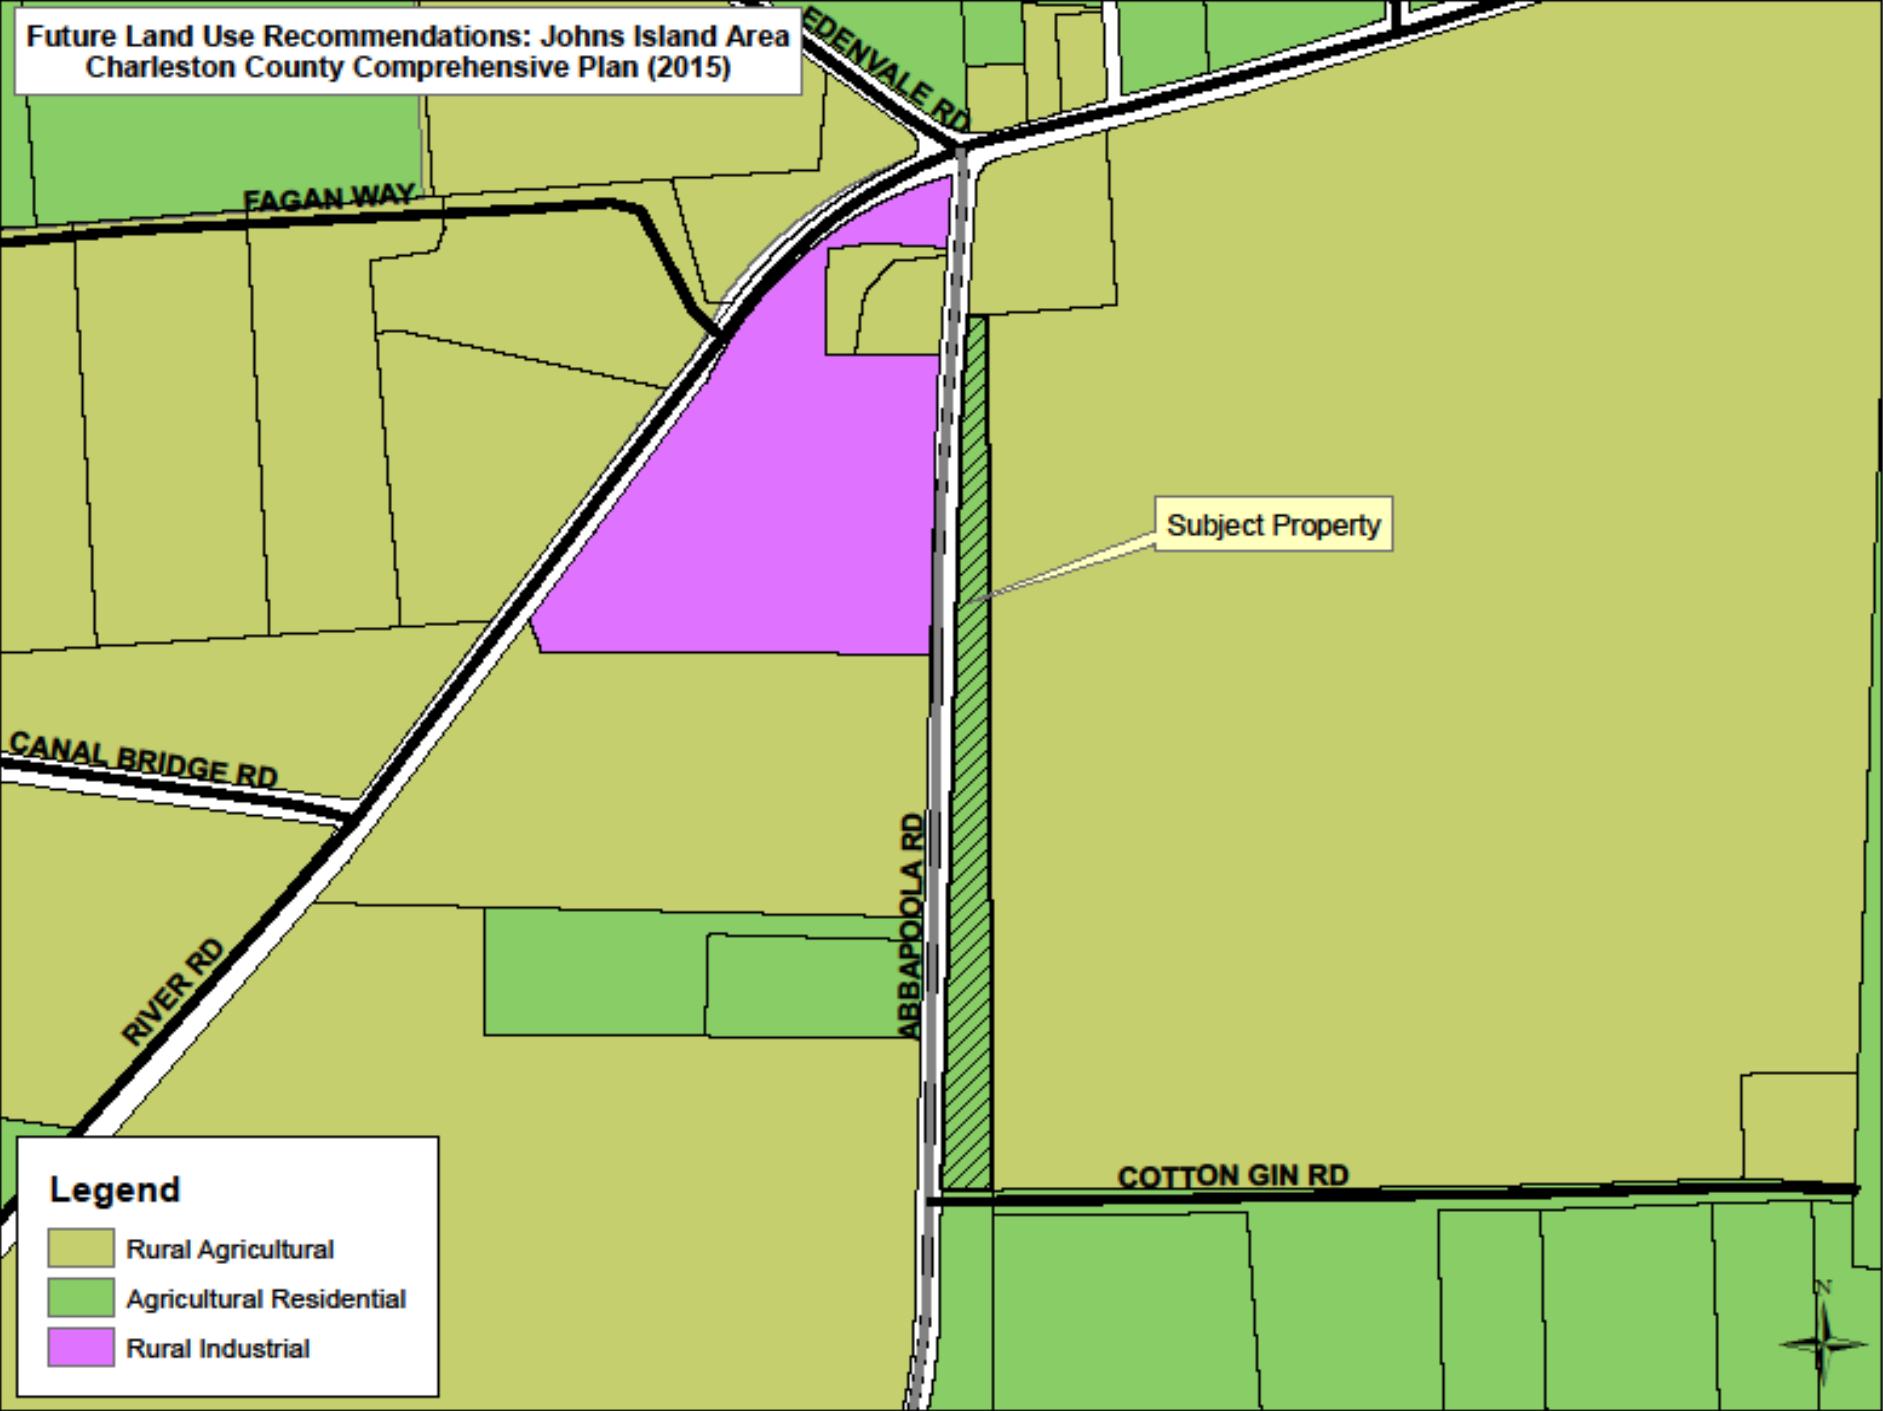 Future Land Use Recommendations: Johns Island Area
Charleston County Comprehensive Plan (2015)
EDENVALE RD
FAGAN WAY
Subject Property
CANAL BRIDGE RD
ABBAPOOLA RD
RIVER RD
COTTON GIN RD
Legend
Rural Agricultural
Agricultural Residential
Rural Industrial
N